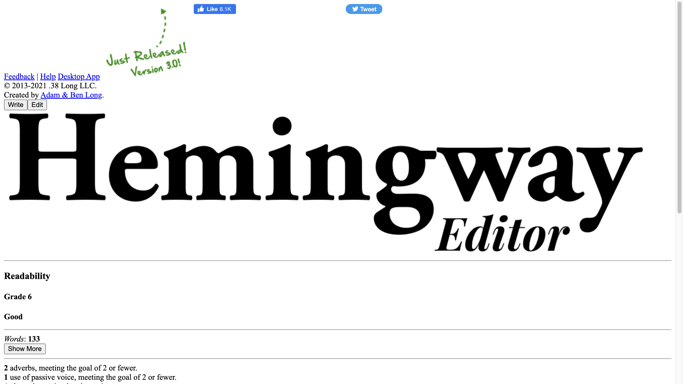 Like 8.1K
Tweet
Just Released!
Version 3.0!
Feedback | Help Desktop App
© 2013-2021 .38 Long LLC.
Created by Adam & Ben Long.
Write Edit
Hemingway
Editor
Readability
Grade 6
Good
Words: 133
Show More
2 adverbs, meeting the goal of 2 or fewer.
1 use of passive voice, meeting the goal of 2 or fewer.